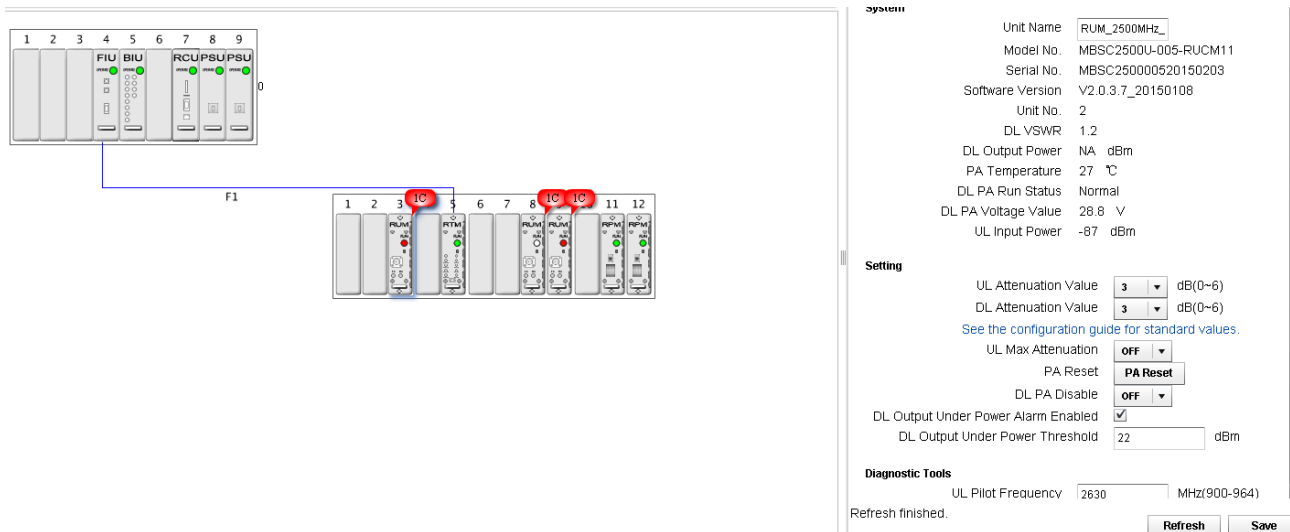 1 2 3 4 5 6 7 8 9
FIU BIU RCU PSU PSU
0
F1
1C 1C 1C
1 2 3 5 6 7 8 11 12
RUM RTM RUM RUM RPM RPM
System
Unit Name RUM_2500MHz_
Model No. MBSC2500U-005-RUCM11
Serial No. MBSC250000520150203
Software Version V2.0.3.7_20150108
Unit No. 2
DL VSWR 1.2
DL Output Power NA dBm
PA Temperature 27 ℃
DL PA Run Status Normal
DL PA Voltage Value 28.8 V
UL Input Power -87 dBm
Setting
UL Attenuation Value 3 dB(0~6)
DL Attenuation Value 3 dB(0~6)
See the configuration guide for standard values.
UL Max Attenuation OFF
PA Reset PA Reset
DL PA Disable OFF
DL Output Under Power Alarm Enabled
DL Output Under Power Threshold 22 dBm
Diagnostic Tools
UL Pilot Frequency 2630 MHz(900-964)
Refresh finished.
Refresh Save